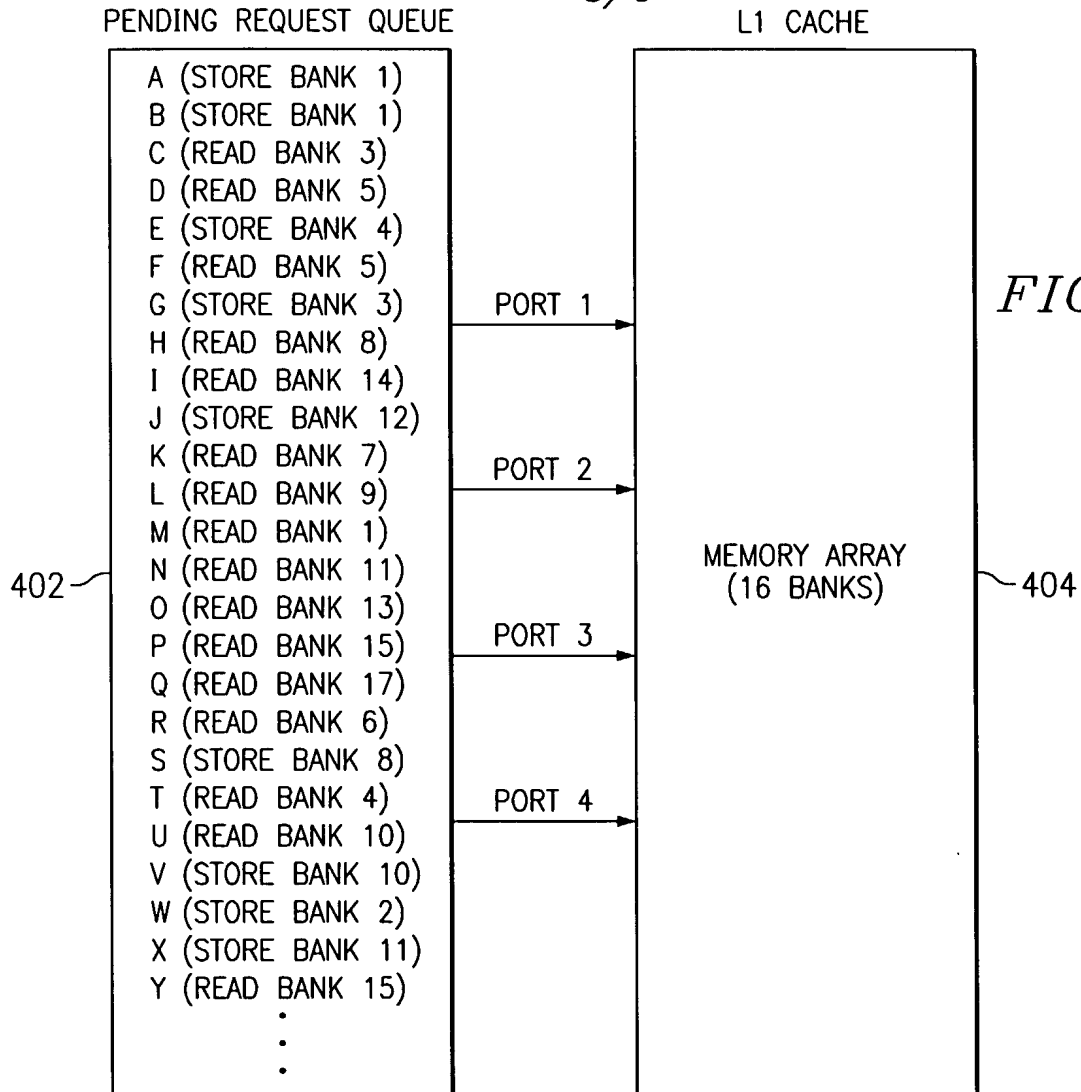 PENDING REQUEST QUEUE
L1 CACHE
A (STORE BANK 1)
B (STORE BANK 1)
C (READ BANK 3)
D (READ BANK 5)
E (STORE BANK 4)
F (READ BANK 5)
G (STORE BANK 3)
H (READ BANK 8)
I (READ BANK 14)
J (STORE BANK 12)
K (READ BANK 7)
L (READ BANK 9)
M (READ BANK 1)
N (READ BANK 11)
O (READ BANK 13)
P (READ BANK 15)
Q (READ BANK 17)
R (READ BANK 6)
S (STORE BANK 8)
T (READ BANK 4)
U (READ BANK 10)
V (STORE BANK 10)
W (STORE BANK 2)
X (STORE BANK 11)
Y (READ BANK 15)
402
PORT 1
PORT 2
PORT 3
PORT 4
MEMORY ARRAY
(16 BANKS)
404